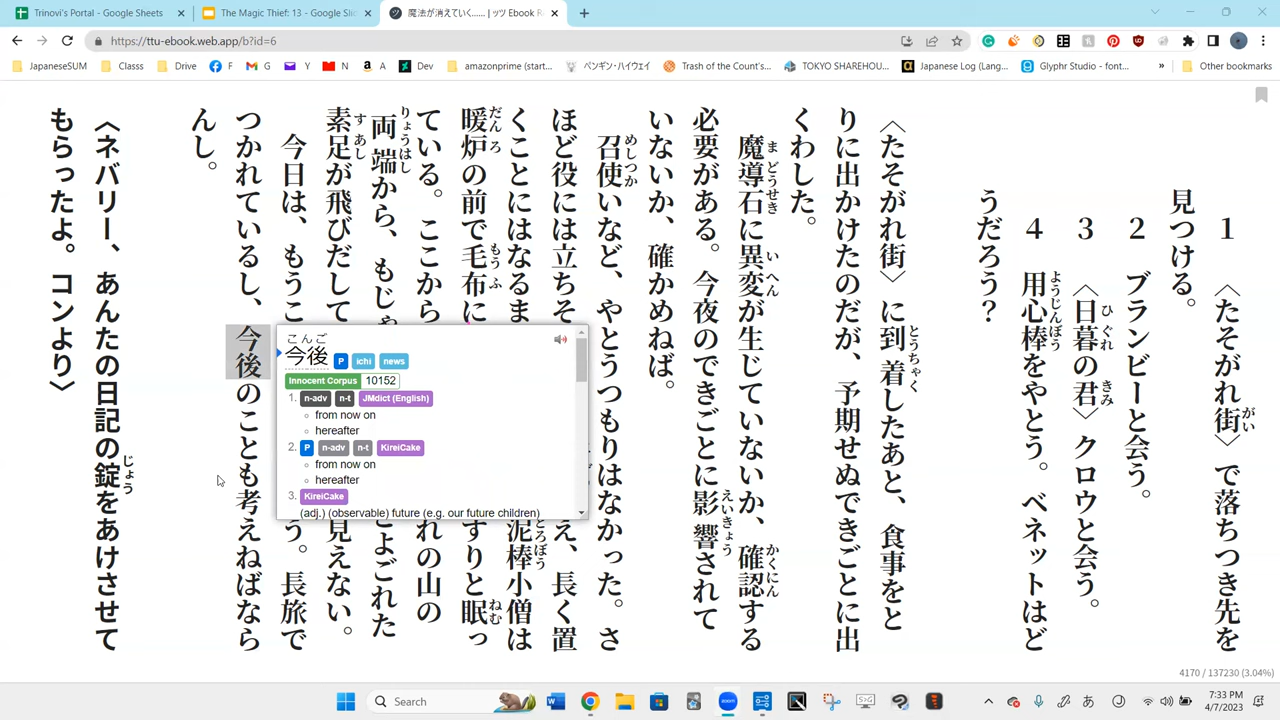 Trinovi's Portal - Google Sheets
The Magic Thief: 13 - Google Slid
魔法が消えていく...... | ッツ Ebook R
https://ttu-ebook.web.app/b?id=6
JapaneseSUM
Classs
Drive
F
G
Y
N
A
Dev
amazonprime (start...
ペンギン・ハイウェイ
Trash of the Count's...
TOKYO SHAREHOU...
Japanese Log (Lang...
Glyphr Studio - font...
Other bookmarks
1 〈たそがれ街〉で落ちつき先を
見つける。
2 ブランビーと会う。
3 〈日暮の君〉クロウと会う。
4 用心棒をやとう。ベネットはど
うだろう？
〈たそがれ街〉に到着したあと、食事をと
りに出かけたのだが、予期せぬできごとに出
くわした。
魔導石に異変が生じていないか、確認する
必要がある。今夜のできごとに影響されて
いないか、確かめねば。
召使いなど、やとうつもりはなかった。さ
ほど役には立ちそ
え、長く置
くことにはなるま
泥棒小僧は
暖炉の前で毛布に
すりと眠っ
ている。ここから
れの山の
両端から、もじゃ
よごれた
素足が飛びだして
見えない。
今日は、もうこ
う。長旅で
つかれているし、今後のことも考えねばなら
んし。
〈ネバリー、あんたの日記の錠をあけさせて
もらったよ。コンより〉
こんご
今後 P ichi news
Innocent Corpus 10152
1. n-adv n-t JMdict (English)
from now on
hereafter
2. P n-adv n-t KireiCake
from now on
hereafter
3. KireiCake
(adj.) (observable) future (e.g. our future children)
4170 / 137230 (3.04%)
Search
7:33 PM
4/7/2023